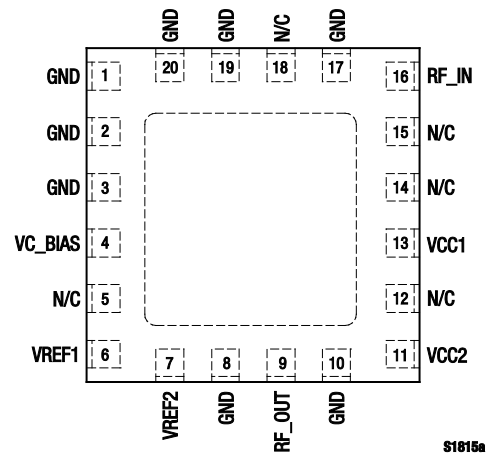 GND GND N/C GND
20 19 18 17
GND 1 16 RF_IN
GND 2 15 N/C
GND 3 14 N/C
VC_BIAS 4 13 VCC1
N/C 5 12 N/C
VREF1 6 11 VCC2
7 8 9 10
VREF2 GND RF_OUT GND
S1815a